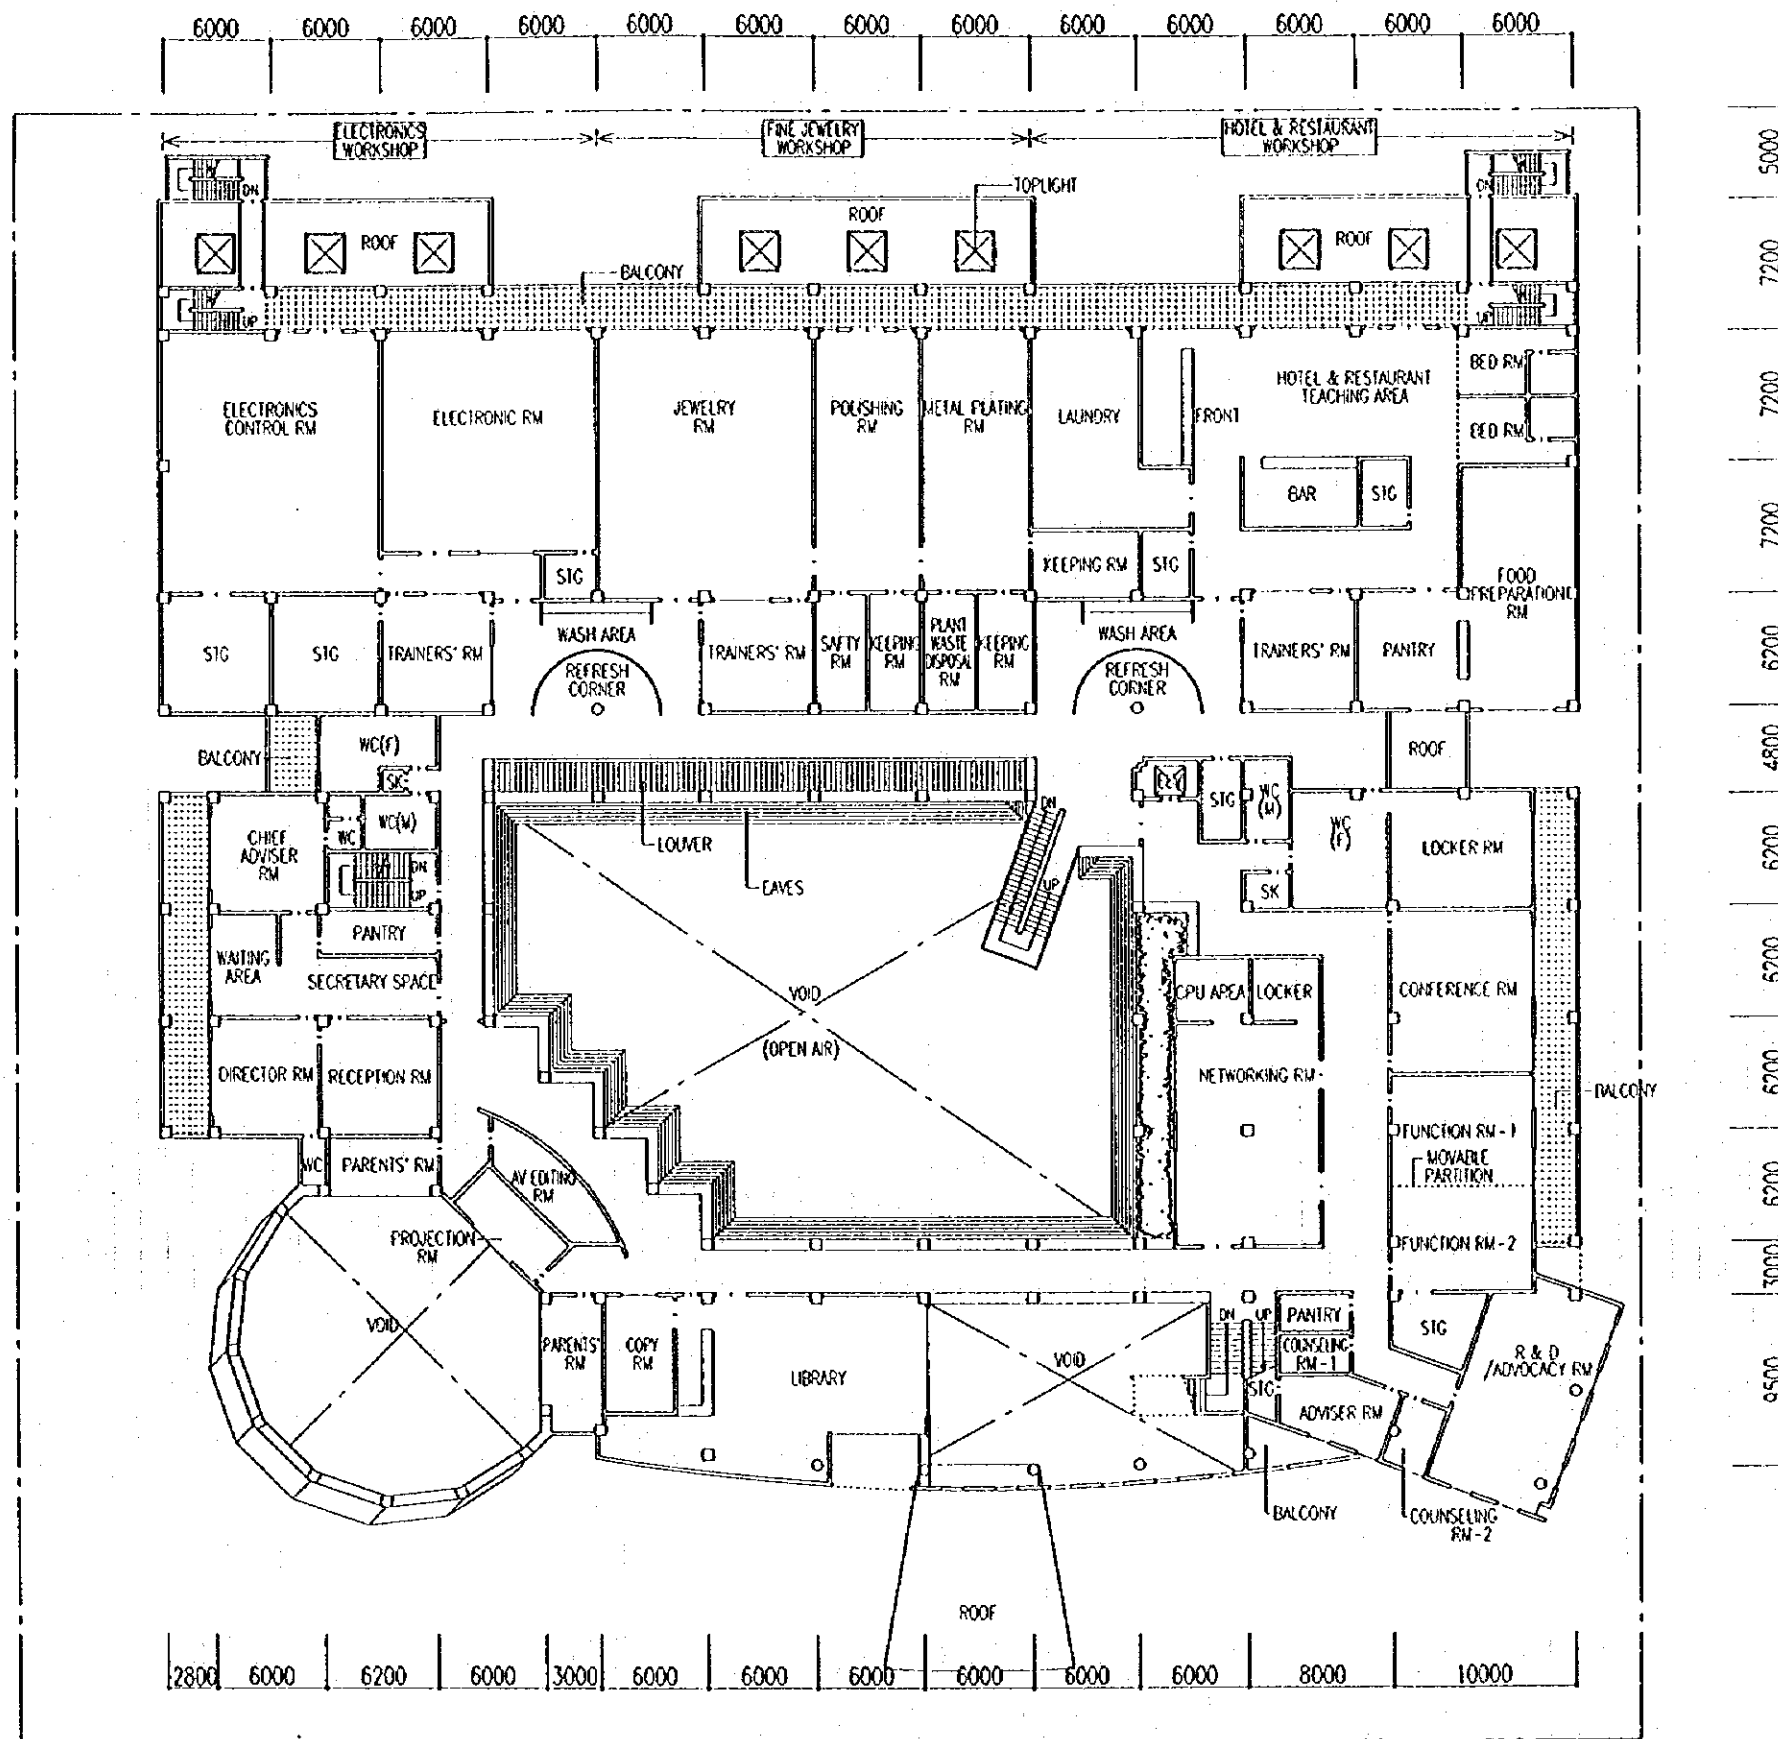 6000 6000 6000 6000 6000 6000 6000 6000 6000 6000 6000 6000 6000
ELECTRONICS
WORKSHOP
FINE JEWELRY
WORKSHOP
HOTEL & RESTAURANT
WORKSHOP
5000
DN
TOPLIGHT
DN
ROOF
ROOF
ROOF
7200
BALCONY
UP
UP
ELECTRONICS
CONTROL RM
ELECTRONIC RM
JEWELRY
RM
POLISHING
RM
METAL PLATING
RM
LAUNDRY
FRONT
HOTEL & RESTAURANT
TEACHING AREA
BED RM
BED RM
7200
BAR
STG
7200
STG
KEEPING RM
STG
FOOD
PREPARATION
RM
STG
STG
TRAINERS' RM
WASH AREA
REFRESH
CORNER
TRAINERS' RM
SAFTY
RM
KEEPING
RM
PLANT
WASTE
DISPOSAL
RM
KEEPING
RM
WASH AREA
REFRESH
CORNER
TRAINERS' RM
PANTRY
6200
BALCONY
WC(F)
SK
ROOF
4800
CHIEF
ADVISER
RM
WC
WC(M)
DN
UP
LOUVER
EAVES
DN
UP
STG
WC
(M)
WC
(F)
SK
LOCKER RM
6200
PANTRY
WAITING
AREA
SECRETARY SPACE
VOID
(OPEN AIR)
CPU AREA
LOCKER
CONFERENCE RM
6200
DIRECTOR RM
RECEPTION RM
NETWORKING RM
BALCONY
6200
FUNCTION RM-1
MOVABLE
PARTITION
WC
PARENTS' RM
AV EDITING
RM
6200
PROJECTION
RM
FUNCTION RM-2
3000
VOID
PARENTS'
RM
COPY
RM
LIBRARY
VOID
DN
UP
PANTRY
COUNSELING
RM-1
STG
STG
ADVISER RM
R & D
/ADVOCACY RM
9500
BALCONY
COUNSELING
RM-2
ROOF
2800 6000 6200 6000 3000 6000 6000 6000 6000 6000 6000 8000 10000